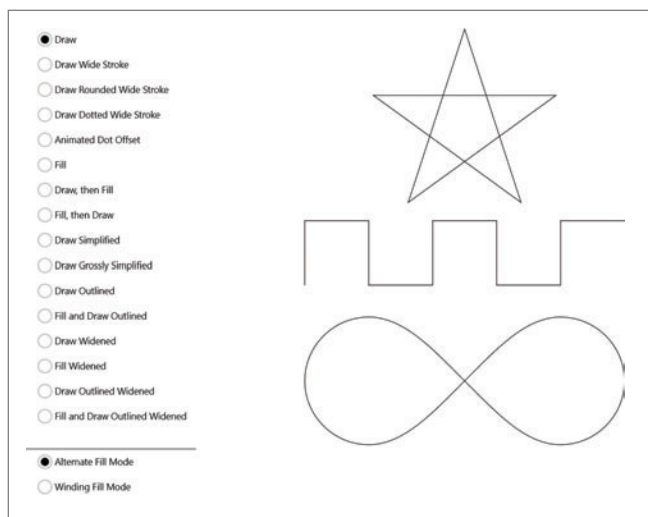 Draw
Draw Wide Stroke
Draw Rounded Wide Stroke
Draw Dotted Wide Stroke
Animated Dot Offset
Fill
Draw, then Fill
Fill, then Draw
Draw Simplified
Draw Grossly Simplified
Draw Outlined
Fill and Draw Outlined
Draw Widened
Fill Widened
Draw Outlined Widened
Fill and Draw Outlined Widened
Alternate Fill Mode
Winding Fill Mode